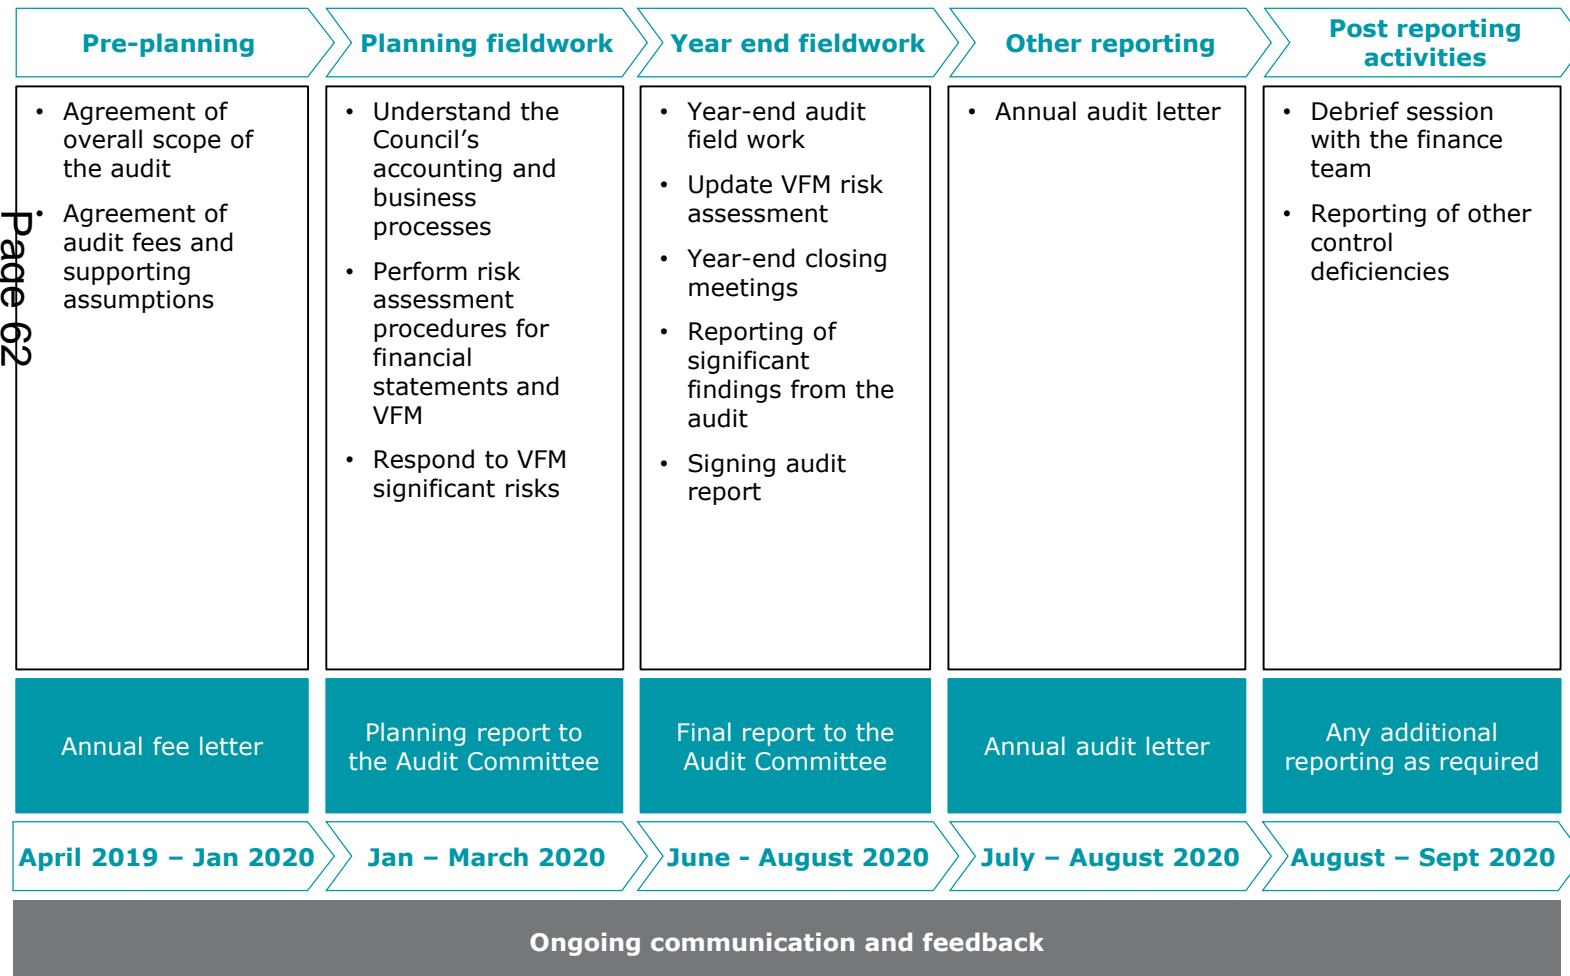 Pre-planning
Planning fieldwork
Year end fieldwork
Other reporting
Post reporting
activities
• Agreement of
overall scope of
the audit
• Agreement of
audit fees and
supporting
assumptions
• Understand the
Council’s
accounting and
business
processes
• Perform risk
assessment
procedures for
financial
statements and
VFM
• Respond to VFM
significant risks
• Year-end audit
field work
• Update VFM risk
assessment
• Year-end closing
meetings
• Reporting of
significant
findings from the
audit
• Signing audit
report
• Annual audit letter
• Debrief session
with the finance
team
• Reporting of other
control
deficiencies
Page 62
Annual fee letter
Planning report to
the Audit Committee
Final report to the
Audit Committee
Annual audit letter
Any additional
reporting as required
April 2019 – Jan 2020
Jan – March 2020
June - August 2020
July – August 2020
August – Sept 2020
Ongoing communication and feedback